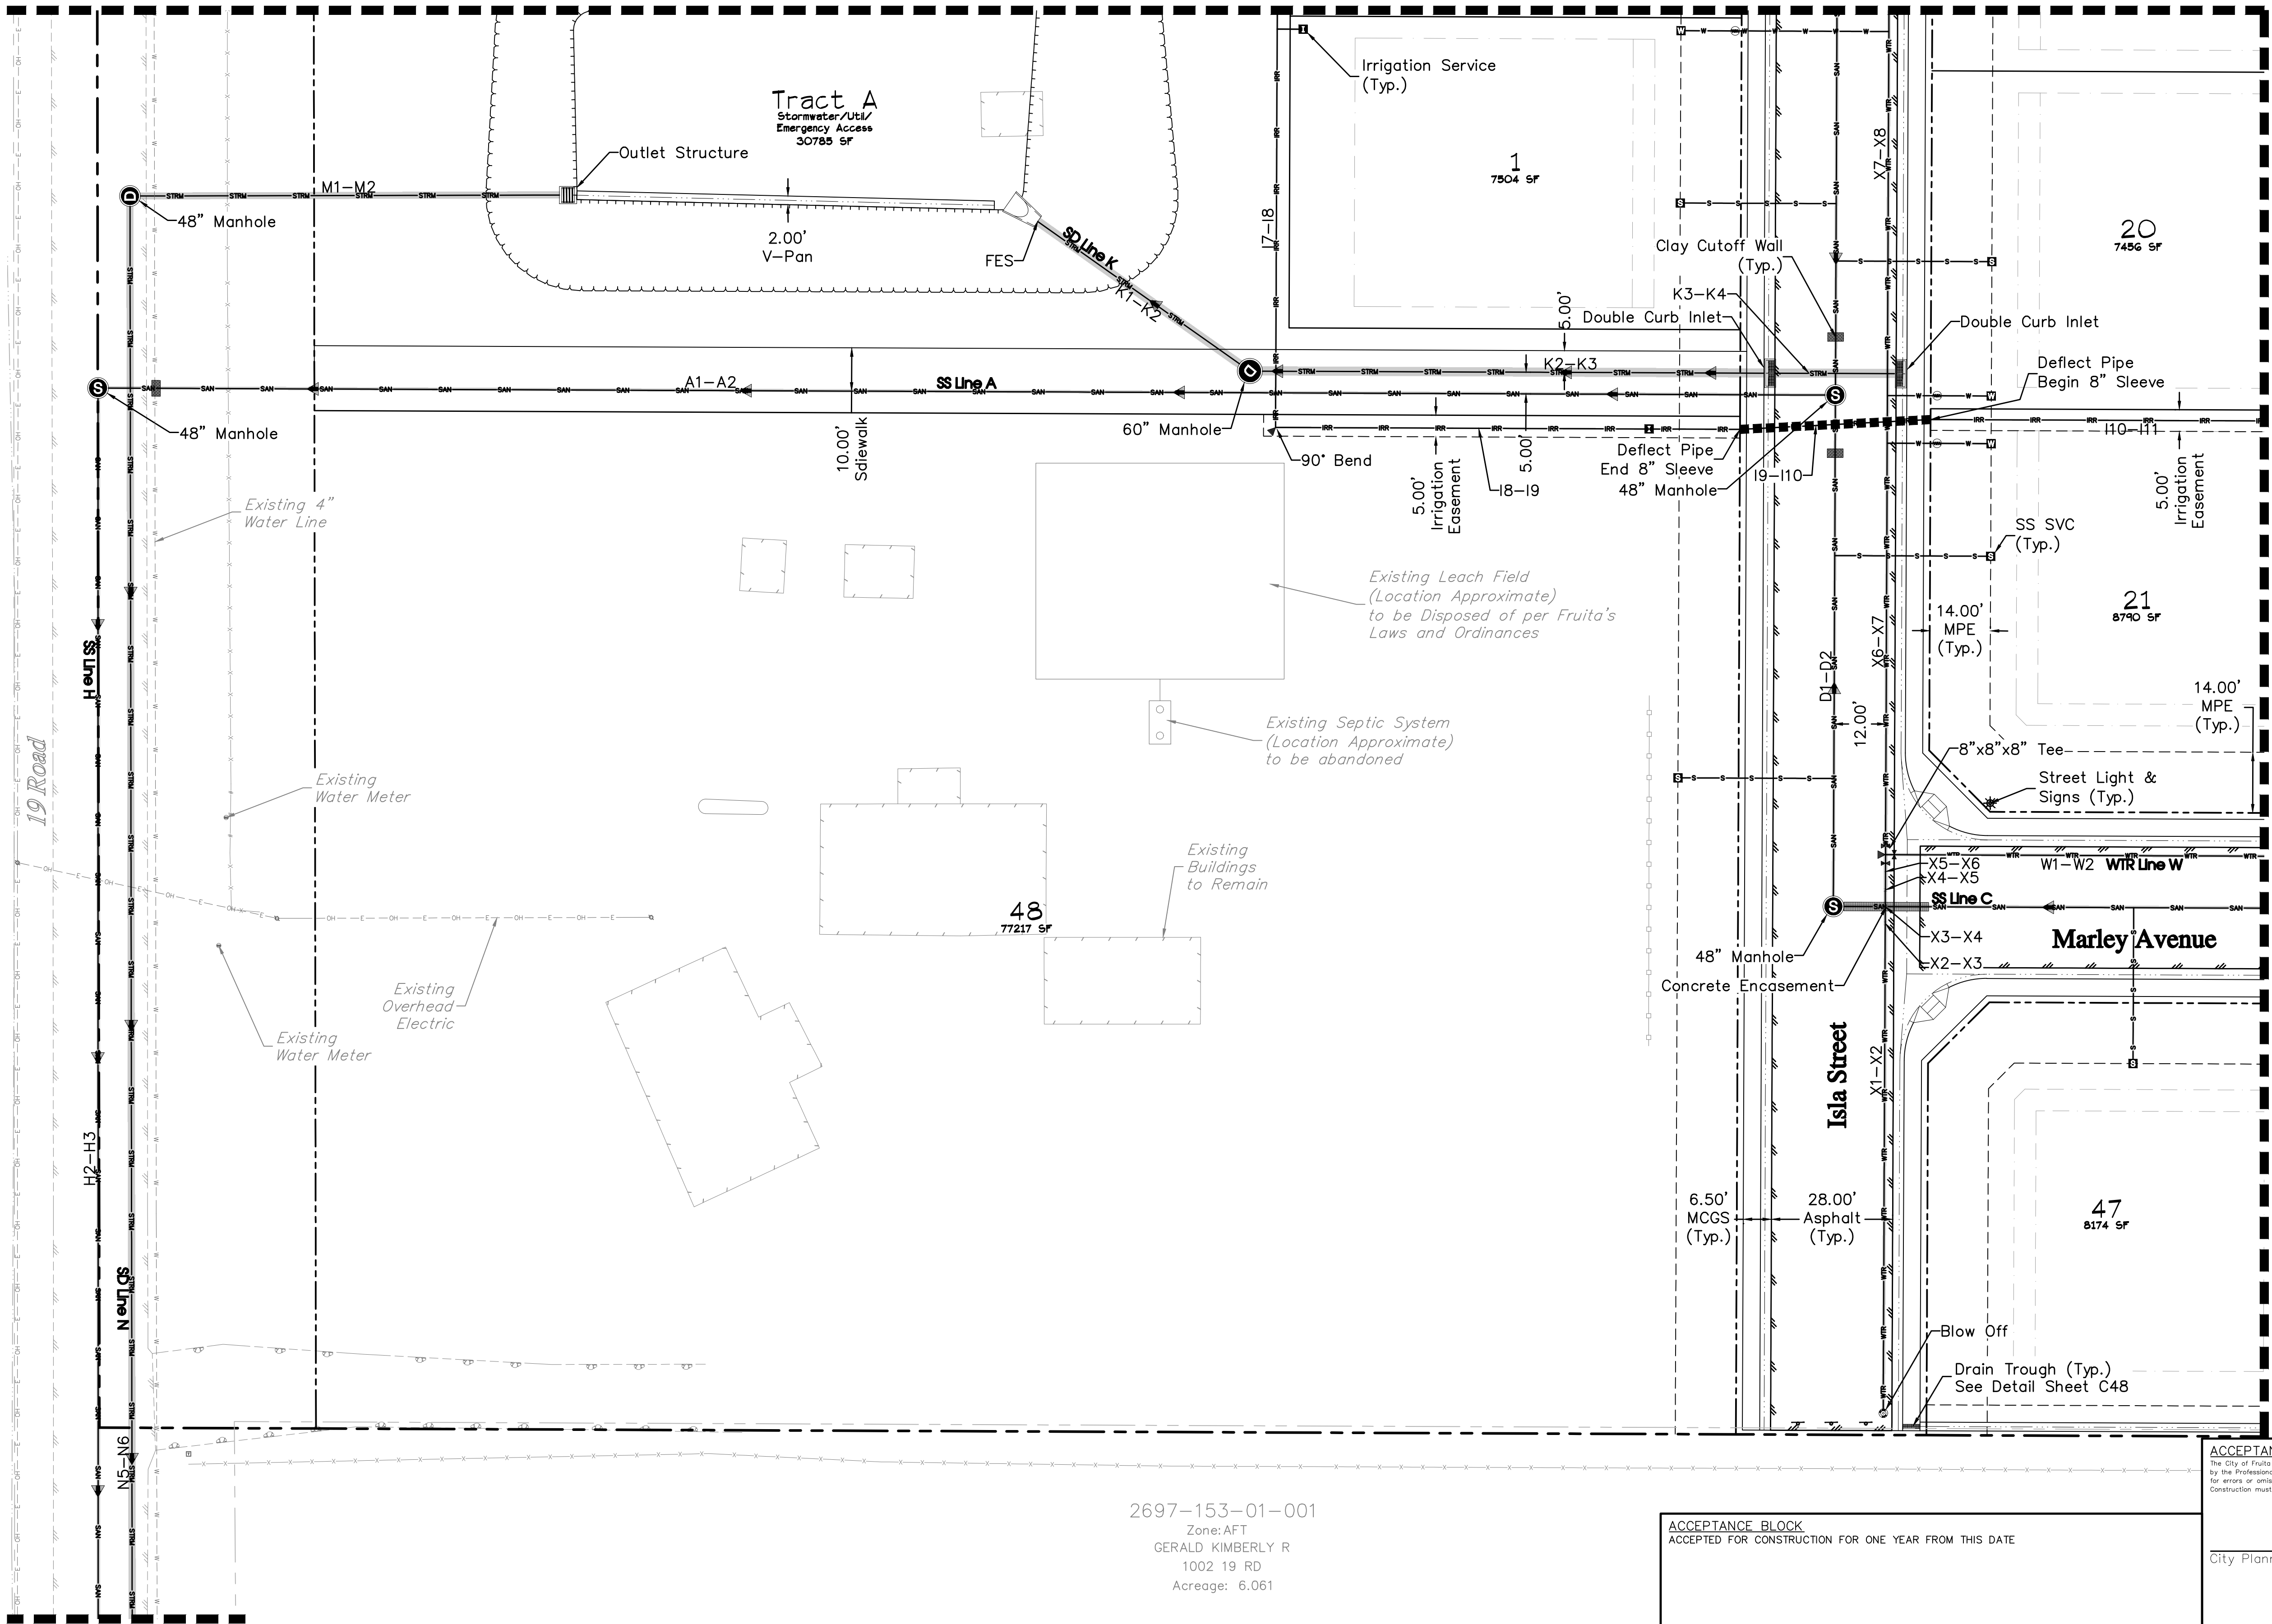 Tract A
Stormwater/Util/
Emergency Access
30785 SF
Outlet Structure
M1-M2
48" Manhole
2.00'
V-Pan
FES
SD Line K
K1-K2
Irrigation Service
(Typ.)
1
7504 SF
I7-I8
X7-X8
20
7456 SF
Clay Cutoff Wall
(Typ.)
K3-K4
Double Curb Inlet
Double Curb Inlet
5.00'
K2-K3
Deflect Pipe
Begin 8" Sleeve
A1-A2
SS Line A
48" Manhole
10.00'
Sdiewalk
60" Manhole
90° Bend
5.00'
Irrigation
Easement
I8-I9
5.00'
Deflect Pipe
End 8" Sleeve
48" Manhole
I9-I10
I10-I11
5.00'
Irrigation
Easement
SS SVC
(Typ.)
Existing 4"
Water Line
Existing Leach Field
(Location Approximate)
to be Disposed of per Fruita's
Laws and Ordinances
14.00'
MPE
(Typ.)
21
8790 SF
SS Line H
X6-X7
D1-D2
12.00'
14.00'
MPE
(Typ.)
Existing Septic System
(Location Approximate)
to be abandoned
8"x8"x8" Tee
Street Light &
Signs (Typ.)
19 Road
Existing
Water Meter
Existing
Buildings
to Remain
X5-X6
X4-X5
W1-W2
WTR Line W
48
77217 SF
SS Line C
X3-X4
Marley Avenue
X2-X3
48" Manhole
Concrete Encasement
Existing
Overhead
Electric
Existing
Water Meter
Isla Street
X1-X2
H2-H3
6.50'
MCGS
(Typ.)
28.00'
Asphalt
(Typ.)
47
8174 SF
SD Line N
Blow Off
Drain Trough (Typ.)
See Detail Sheet C48
N5-N6
2697-153-01-001
Zone: AFT
GERALD KIMBERLY R
1002 19 RD
Acreage: 6.061
ACCEPTANCE BLOCK
ACCEPTED FOR CONSTRUCTION FOR ONE YEAR FROM THIS DATE
The City of Fruita
by the
for errors or
Construction must
City